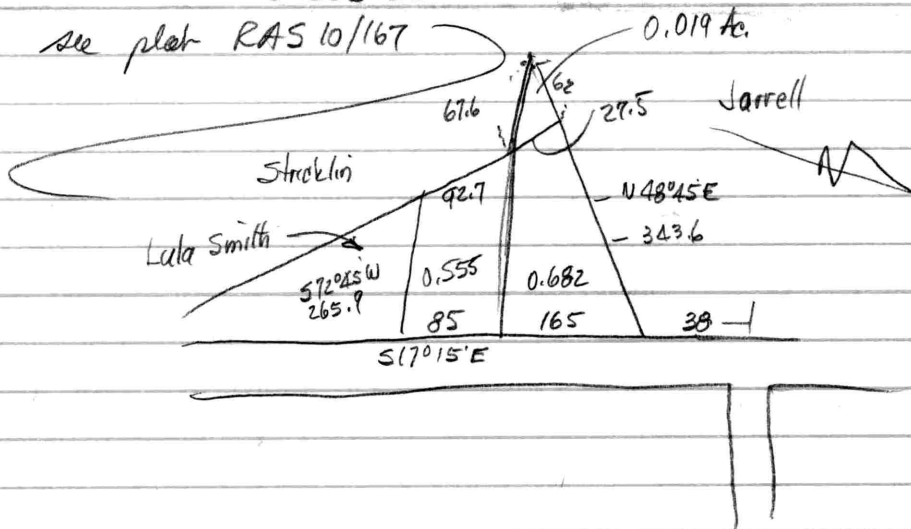 see plat RAS 10/167
0.019 Ac.
62
67.6
27.5
Jarrell
Stricklin
92.7
N48°45E
343.6
Lula Smith
S72°45W
265.9
0.555
0.682
85
165
38
S17°15'E